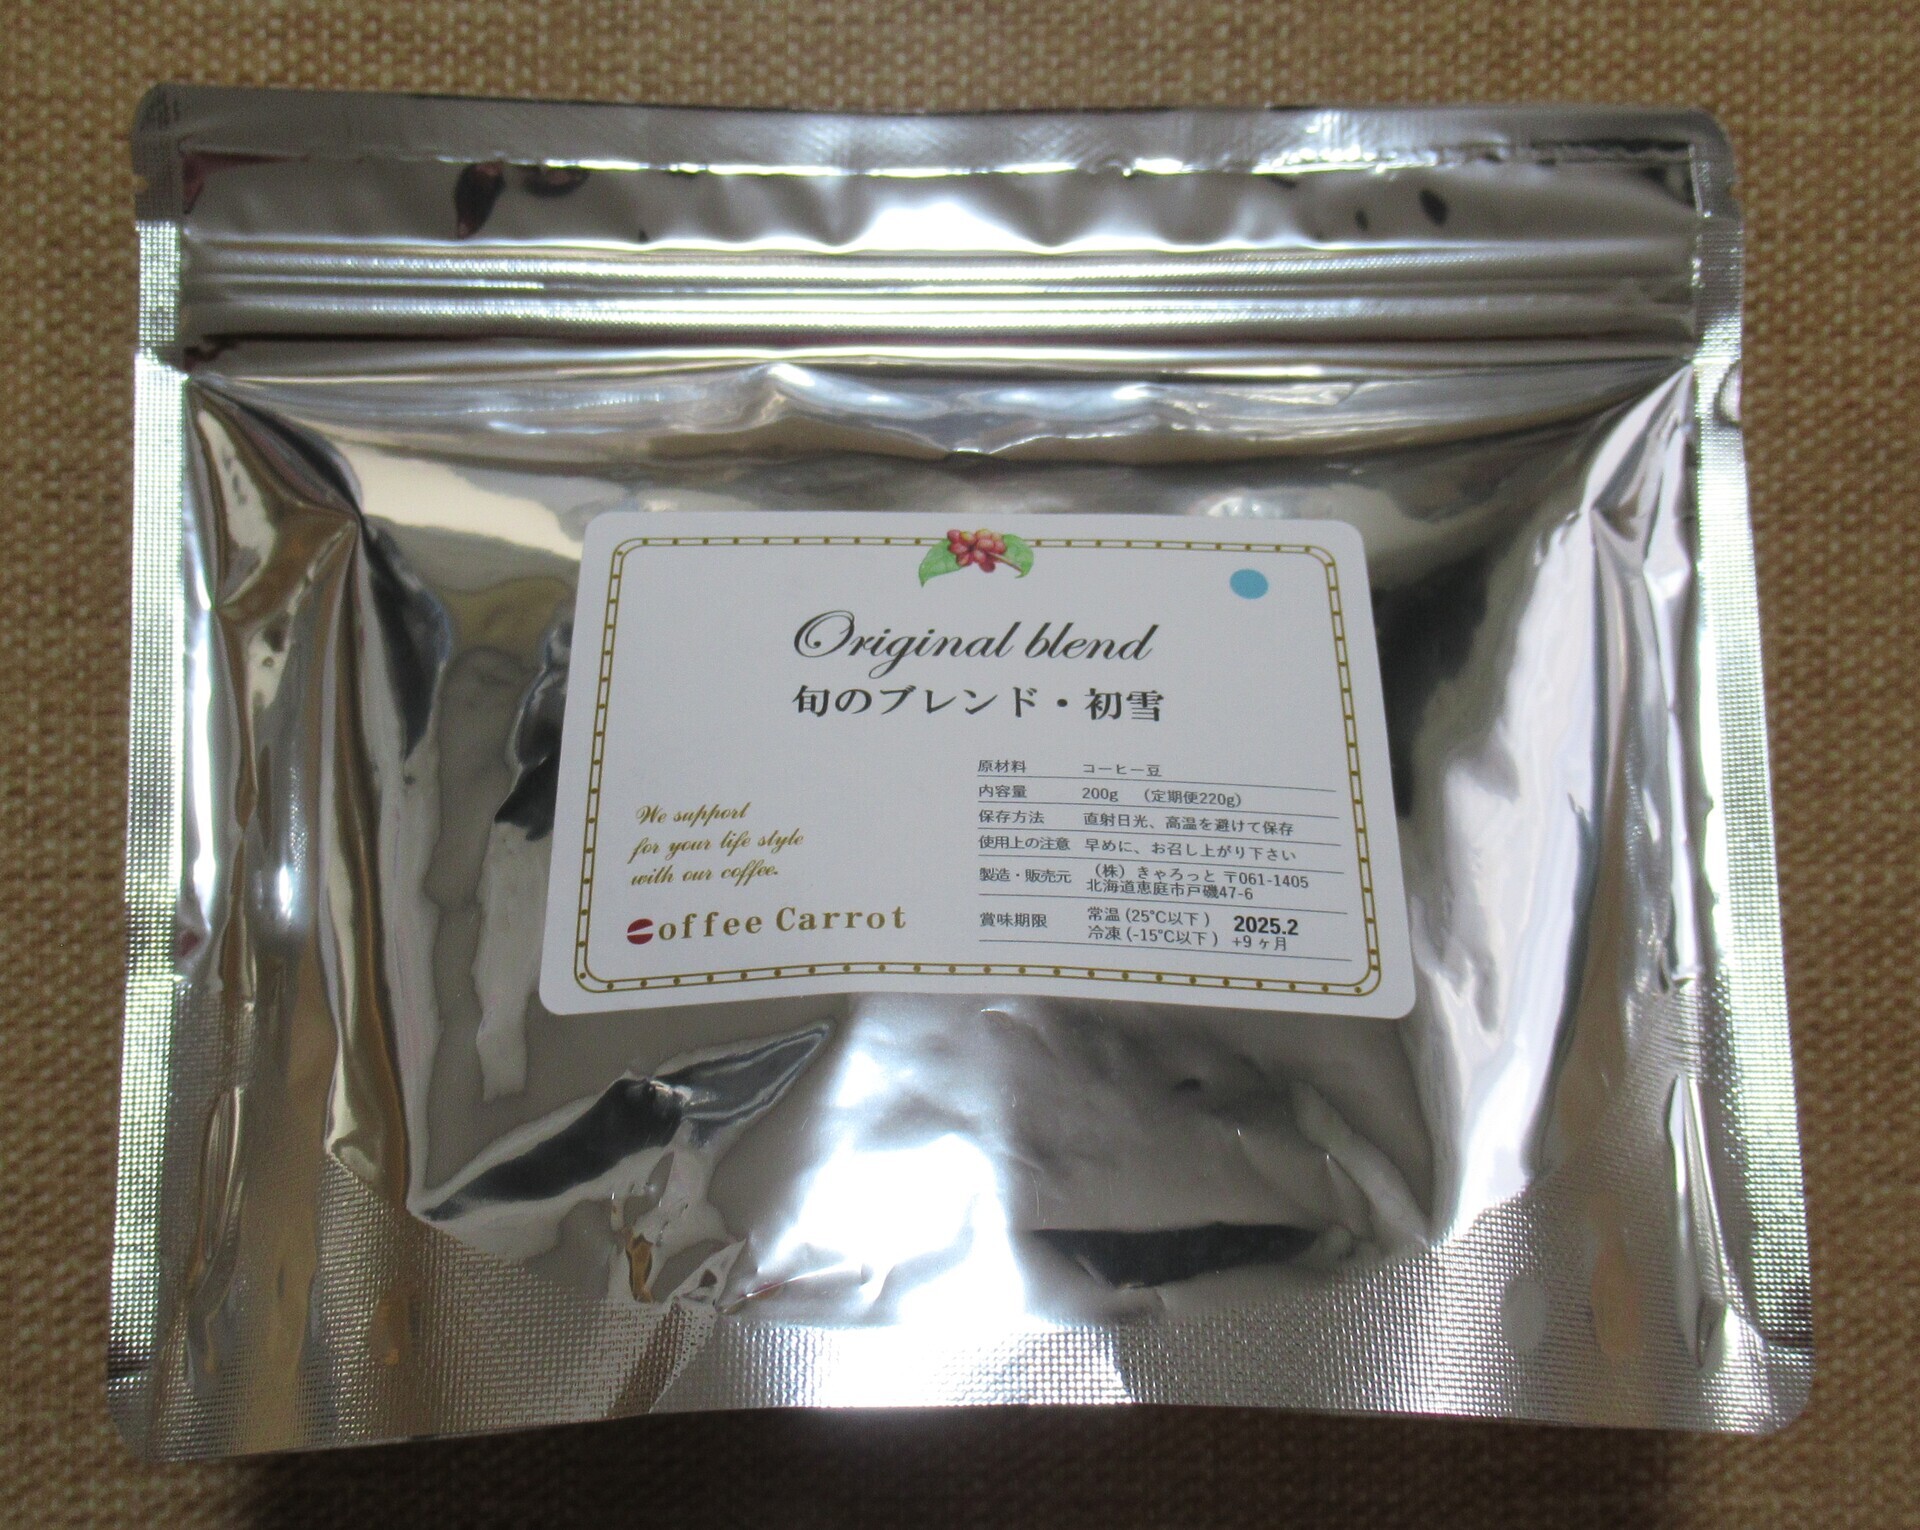 Original blend
旬のブレンド・初雪
We support
for your life style
with our coffee.
Coffee Carrot
原材料 コーヒー豆
内容量 200g (定期便220g)
保存方法 直射日光、高温を避けて保存
使用上の注意 早めに、お召し上がり下さい
製造・販売元 (株) きゃろっと 〒061-1405
北海道恵庭市戸磯47-6
賞味期限 常温 (25℃以下) 2025.2
冷凍 (-15℃以下) +9ヶ月